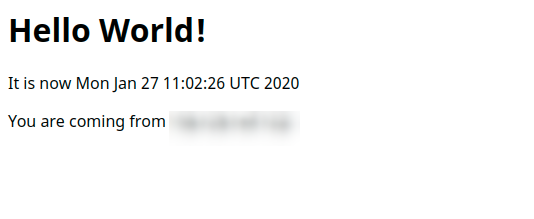 Hello World!
It is now Mon Jan 27 11:02:26 UTC 2020
You are coming from